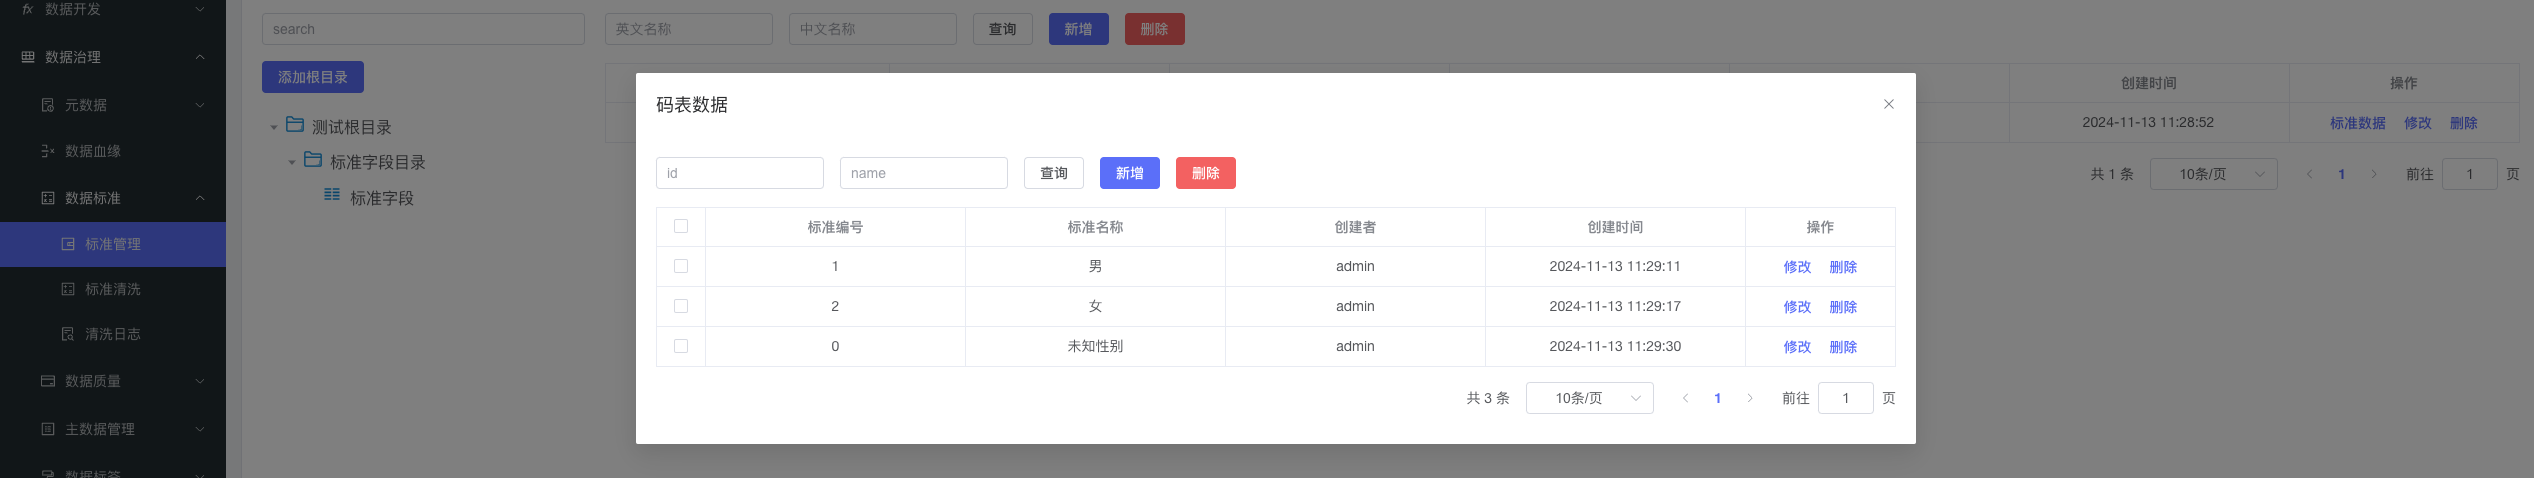 fx 数据开发
数据治理
元数据
数据血缘
数据标准
标准管理
标准清洗
清洗日志
数据质量
主数据管理
数据标签
search
添加根目录
测试根目录
标准字段目录
标准字段
英文名称 中文名称 查询 新增 删除
创建时间 操作
2024-11-13 11:28:52 标准数据 修改 删除
共 1 条 10条/页 1 前往 1 页
码表数据
id name 查询 新增 删除
标准编号 标准名称 创建者 创建时间 操作
1 男 admin 2024-11-13 11:29:11 修改 删除
2 女 admin 2024-11-13 11:29:17 修改 删除
0 未知性别 admin 2024-11-13 11:29:30 修改 删除
共 3 条 10条/页 1 前往 1 页